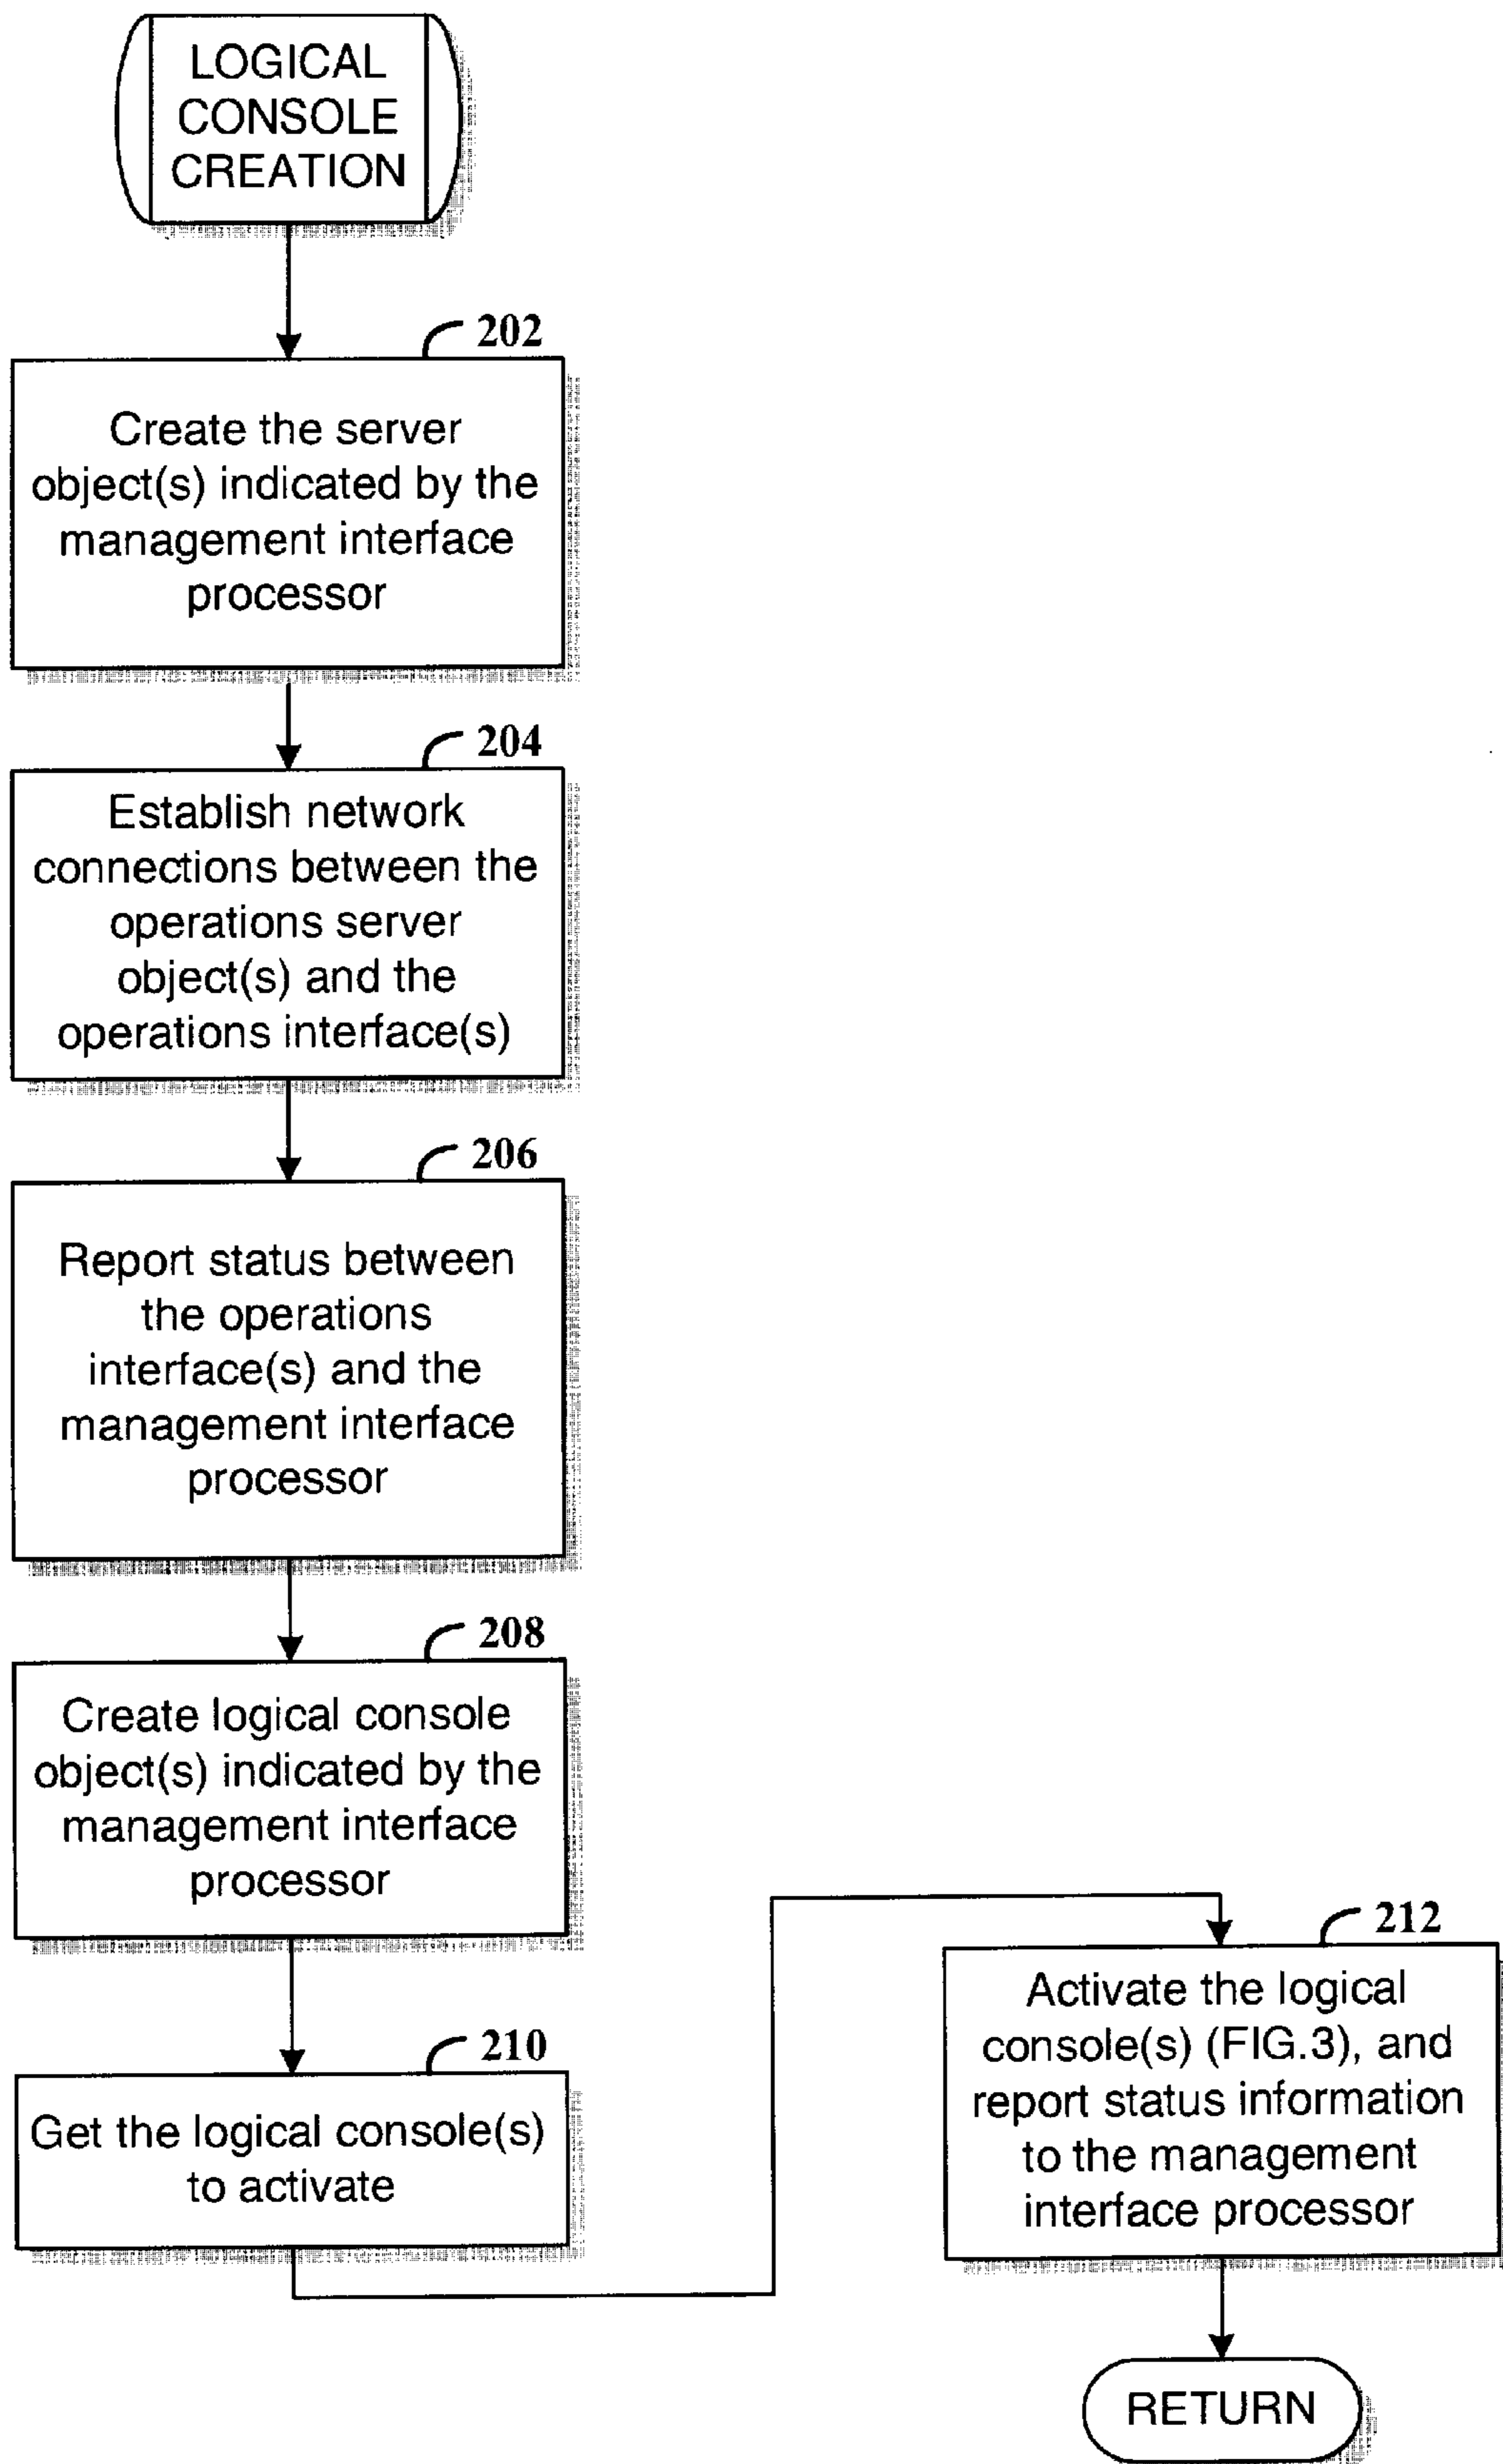 LOGICAL
CONSOLE
CREATION
202
Create the server
object(s) indicated by the
management interface
processor
204
Establish network
connections between the
operations server
object(s) and the
operations interface(s)
206
Report status between
the operations
interface(s) and the
management interface
processor
208
Create logical console
object(s) indicated by the
management interface
processor
210
Get the logical console(s)
to activate
212
Activate the logical
console(s) (FIG.3), and
report status information
to the management
interface processor
RETURN